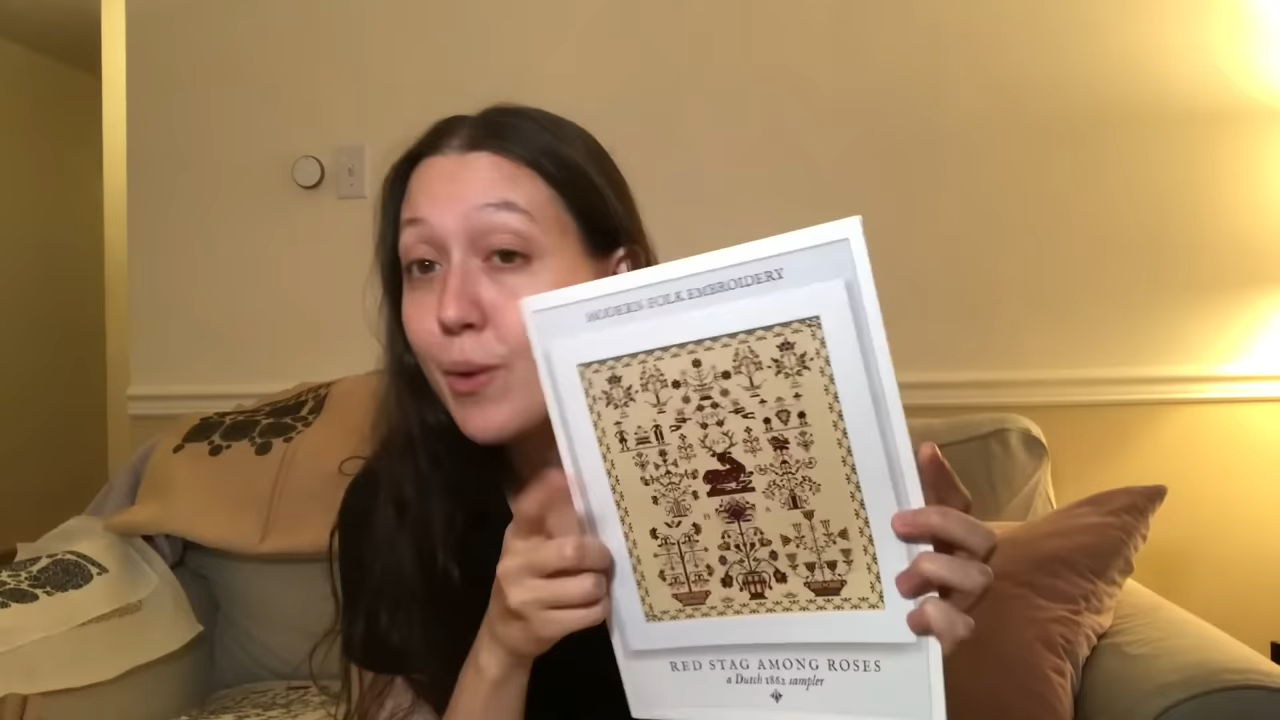 MODERN FOLK EMBROIDERY
RED STAG AMONG ROSES
a Dutch 1862 sampler